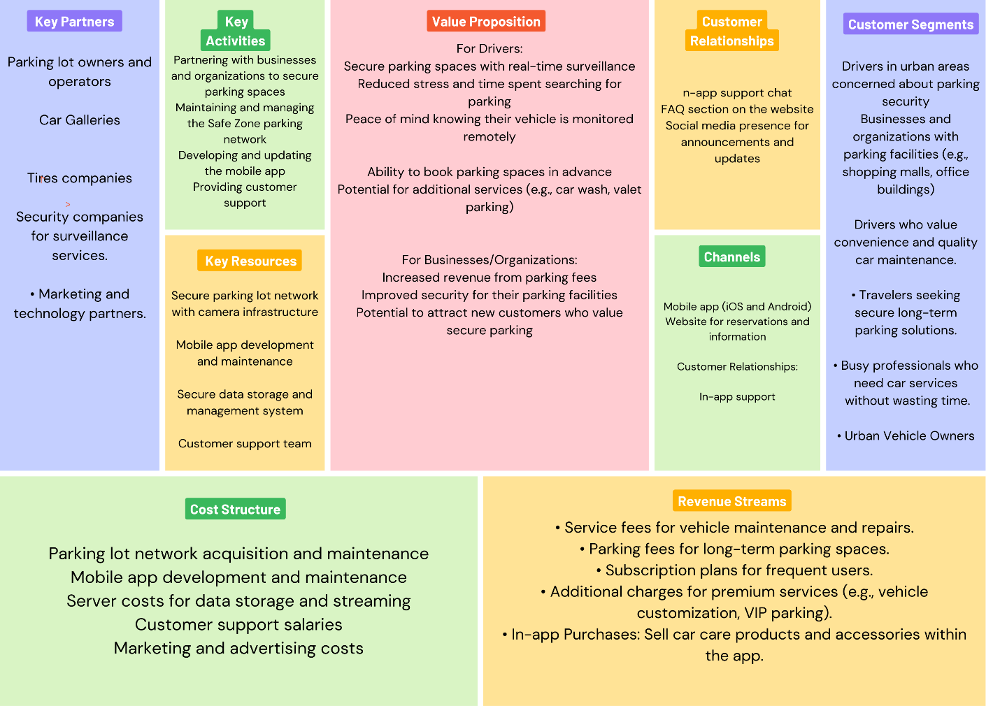 Key Partners
Parking lot owners and
operators
Car Galleries
Tires companies
>
Security companies
for surveillance
services.
• Marketing and
technology partners.
Key
Activities
Partnering with businesses
and organizations to secure
parking spaces
Maintaining and managing
the Safe Zone parking
network
Developing and updating
the mobile app
Providing customer
support
Key Resources
Secure parking lot network
with camera infrastructure
Mobile app development
and maintenance
Secure data storage and
management system
Customer support team
Value Proposition
For Drivers:
Secure parking spaces with real-time surveillance
Reduced stress and time spent searching for
parking
Peace of mind knowing their vehicle is monitored
remotely
Ability to book parking spaces in advance
Potential for additional services (e.g., car wash, valet
parking)
For Businesses/Organizations:
Increased revenue from parking fees
Improved security for their parking facilities
Potential to attract new customers who value
secure parking
Customer
Relationships
n-app support chat
FAQ section on the website
Social media presence for
announcements and
updates
Channels
Mobile app (iOS and Android)
Website for reservations and
information
Customer Relationships:
In-app support
Customer Segments
Drivers in urban areas
concerned about parking
security
Businesses and
organizations with
parking facilities (e.g.,
shopping malls, office
buildings)
Drivers who value
convenience and quality
car maintenance.
• Travelers seeking
secure long-term
parking solutions.
• Busy professionals who
need car services
without wasting time.
• Urban Vehicle Owners
Cost Structure
Parking lot network acquisition and maintenance
Mobile app development and maintenance
Server costs for data storage and streaming
Customer support salaries
Marketing and advertising costs
Revenue Streams
• Service fees for vehicle maintenance and repairs.
• Parking fees for long-term parking spaces.
• Subscription plans for frequent users.
• Additional charges for premium services (e.g., vehicle
customization, VIP parking).
• In-app Purchases: Sell car care products and accessories within
the app.